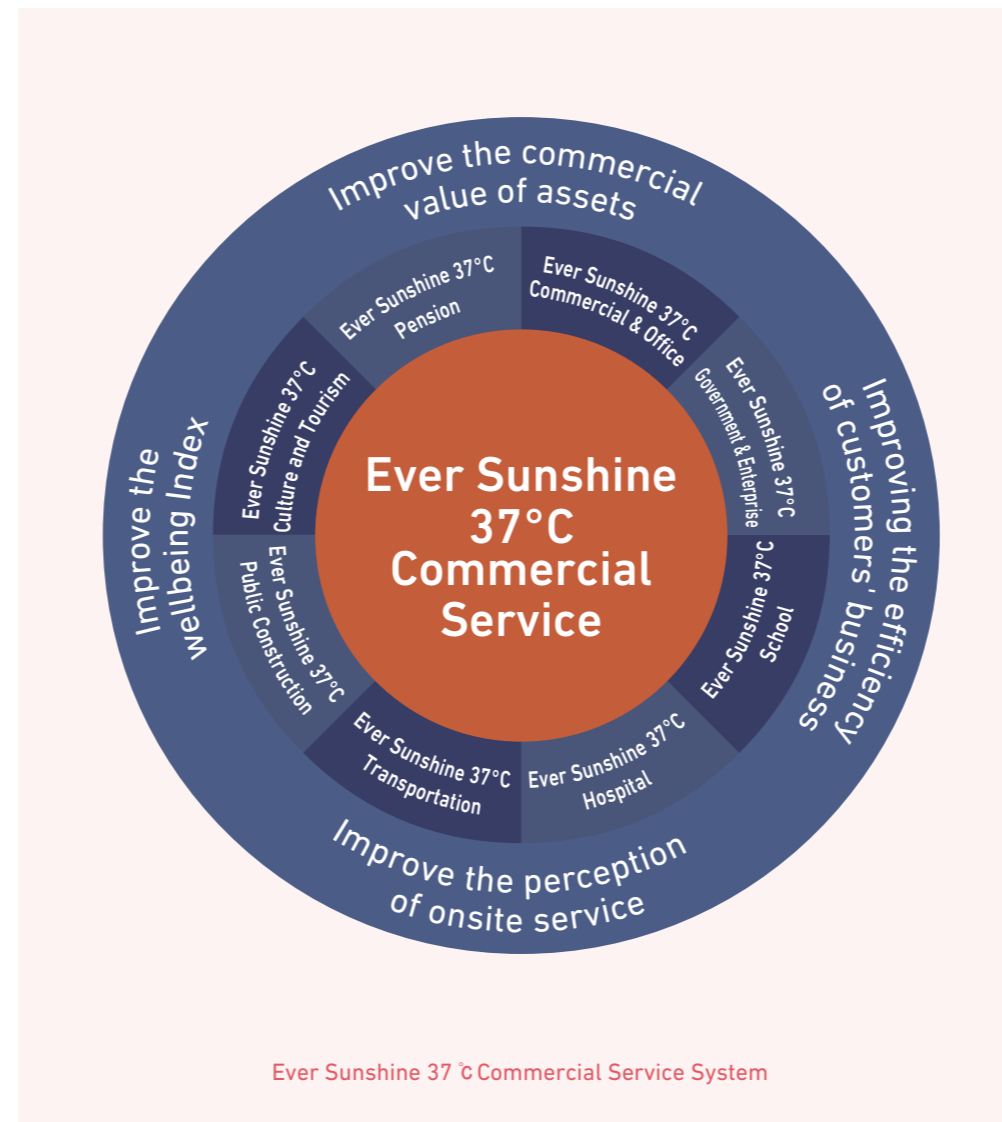 Improve the commercial
value of assets
Improving the efficiency
of customers' business
Improve the perception
of onsite service
Improve the
wellbeing Index
Ever Sunshine 37°C
Commercial & Office
Ever Sunshine 37°C
Government & Enterprise
Ever Sunshine 37°C
School
Ever Sunshine 37°C
Hospital
Ever Sunshine 37°C
Transportation
Ever Sunshine 37°C
Public Construction
Ever Sunshine 37°C
Culture and Tourism
Ever Sunshine 37°C
Pension
Ever Sunshine
37°C
Commercial
Service
Ever Sunshine 37 ℃ Commercial Service System